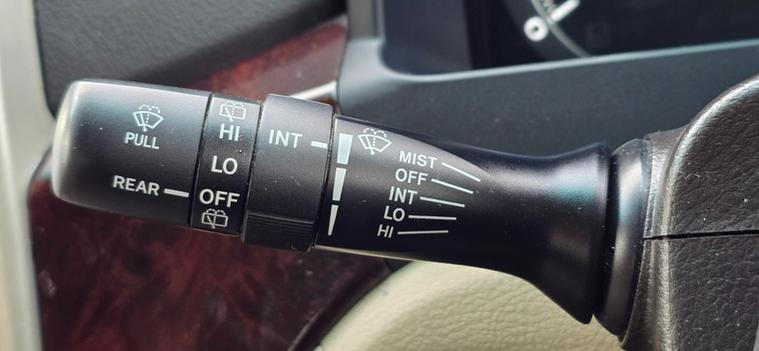 PULL
REAR
HI
LO
OFF
INT
MIST
OFF
INT
LO
HI